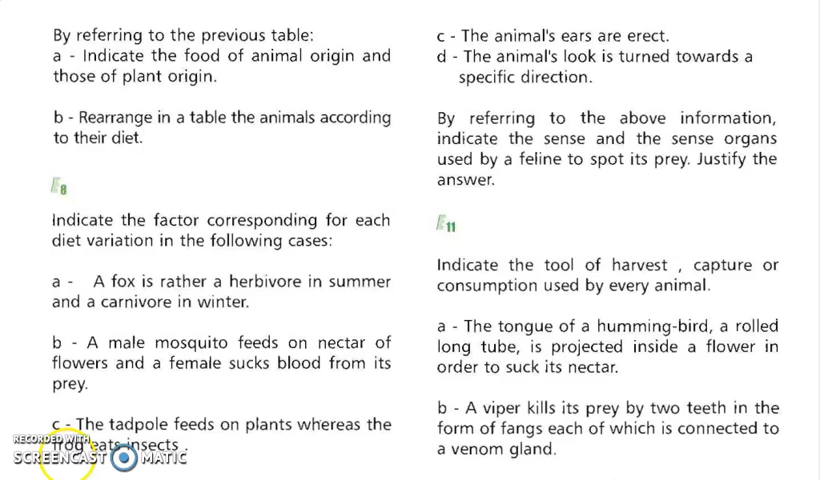 By referring to the previous table:
a - Indicate the food of animal origin and
those of plant origin.
b - Rearrange in a table the animals according
to their diet.
E8
Indicate the factor corresponding for each
diet variation in the following cases:
a - A fox is rather a herbivore in summer
and a carnivore in winter.
b - A male mosquito feeds on nectar of
flowers and a female sucks blood from its
prey.
c - The tadpole feeds on plants whereas the
frog eats insects .
RECORDED WITH
SCREENCAST MATIC
c - The animal's ears are erect.
d - The animal's look is turned towards a
specific direction.
By referring to the above information,
indicate the sense and the sense organs
used by a feline to spot its prey. Justify the
answer.
E11
Indicate the tool of harvest , capture or
consumption used by every animal.
a - The tongue of a humming-bird, a rolled
long tube, is projected inside a flower in
order to suck its nectar.
b - A viper kills its prey by two teeth in the
form of fangs each of which is connected to
a venom gland.